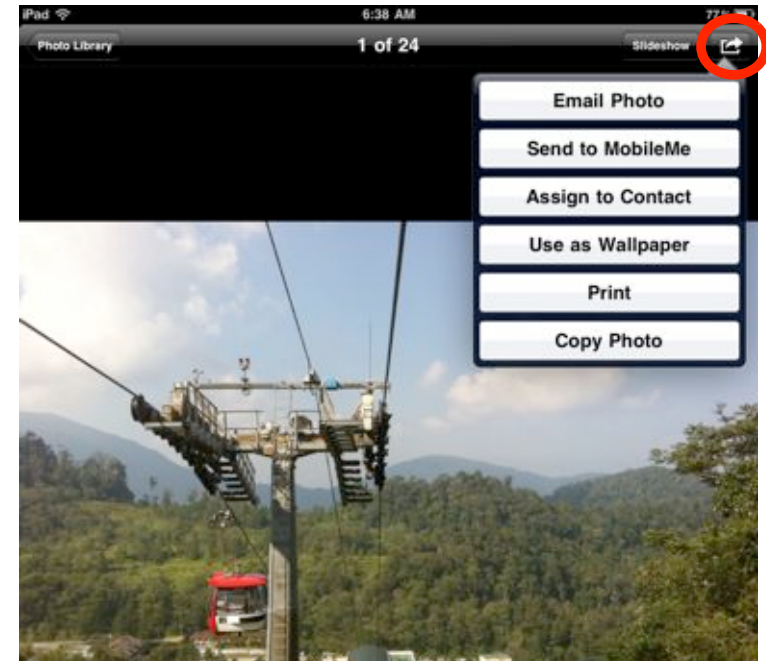 iPad 6:38 AM 77%
Photo Library 1 of 24 Slideshow
Email Photo
Send to MobileMe
Assign to Contact
Use as Wallpaper
Print
Copy Photo